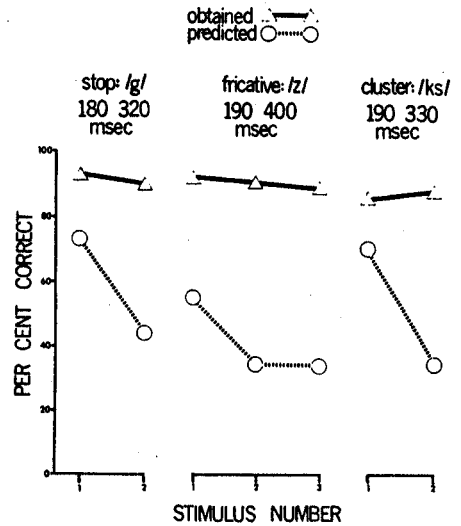 obtained
predicted
stop: /g/ fricative: /z/ cluster: /ks/
180 320 190 400 190 330
msec msec msec
100
80
60
40
20
0
PER CENT CORRECT
1 2 1 2 3 1 2
STIMULUS NUMBER